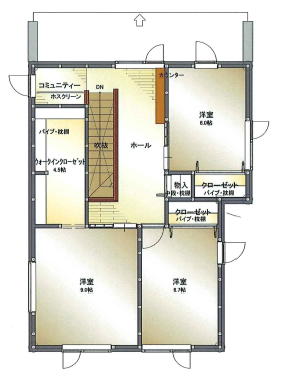 コミュニティー
ホスクリーン
DN
カウンター
洋室
6.0帖
パイプ・枕棚
吹抜
ホール
ウォークインクローゼット
4.5帖
物入
中段・枕棚
クローゼット
パイプ・枕棚
クローゼット
パイプ・枕棚
洋室
9.0帖
洋室
6.7帖